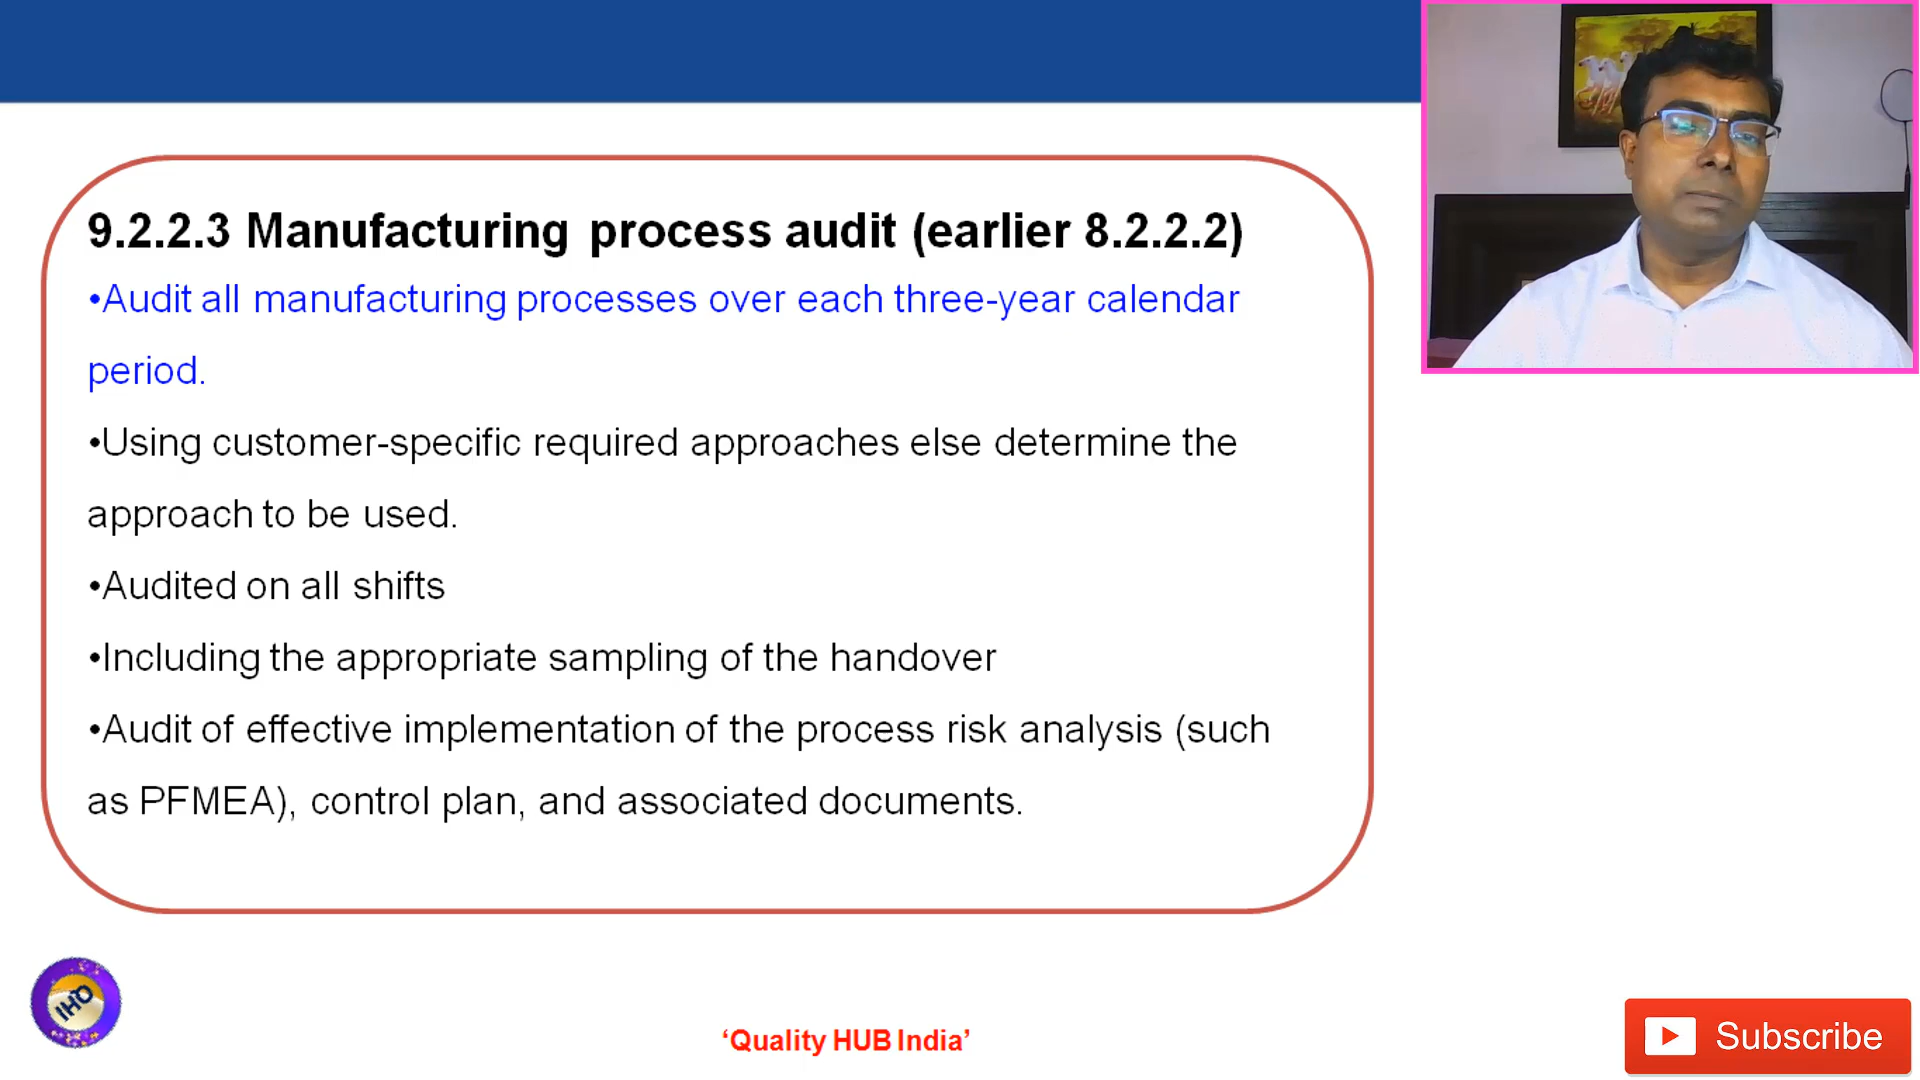 9.2.2.3 Manufacturing process audit (earlier 8.2.2.2)
•Audit all manufacturing processes over each three-year calendar
period.
•Using customer-specific required approaches else determine the
approach to be used.
•Audited on all shifts
•Including the appropriate sampling of the handover
•Audit of effective implementation of the process risk analysis (such
as PFMEA), control plan, and associated documents.
‘Quality HUB India’
Subscribe